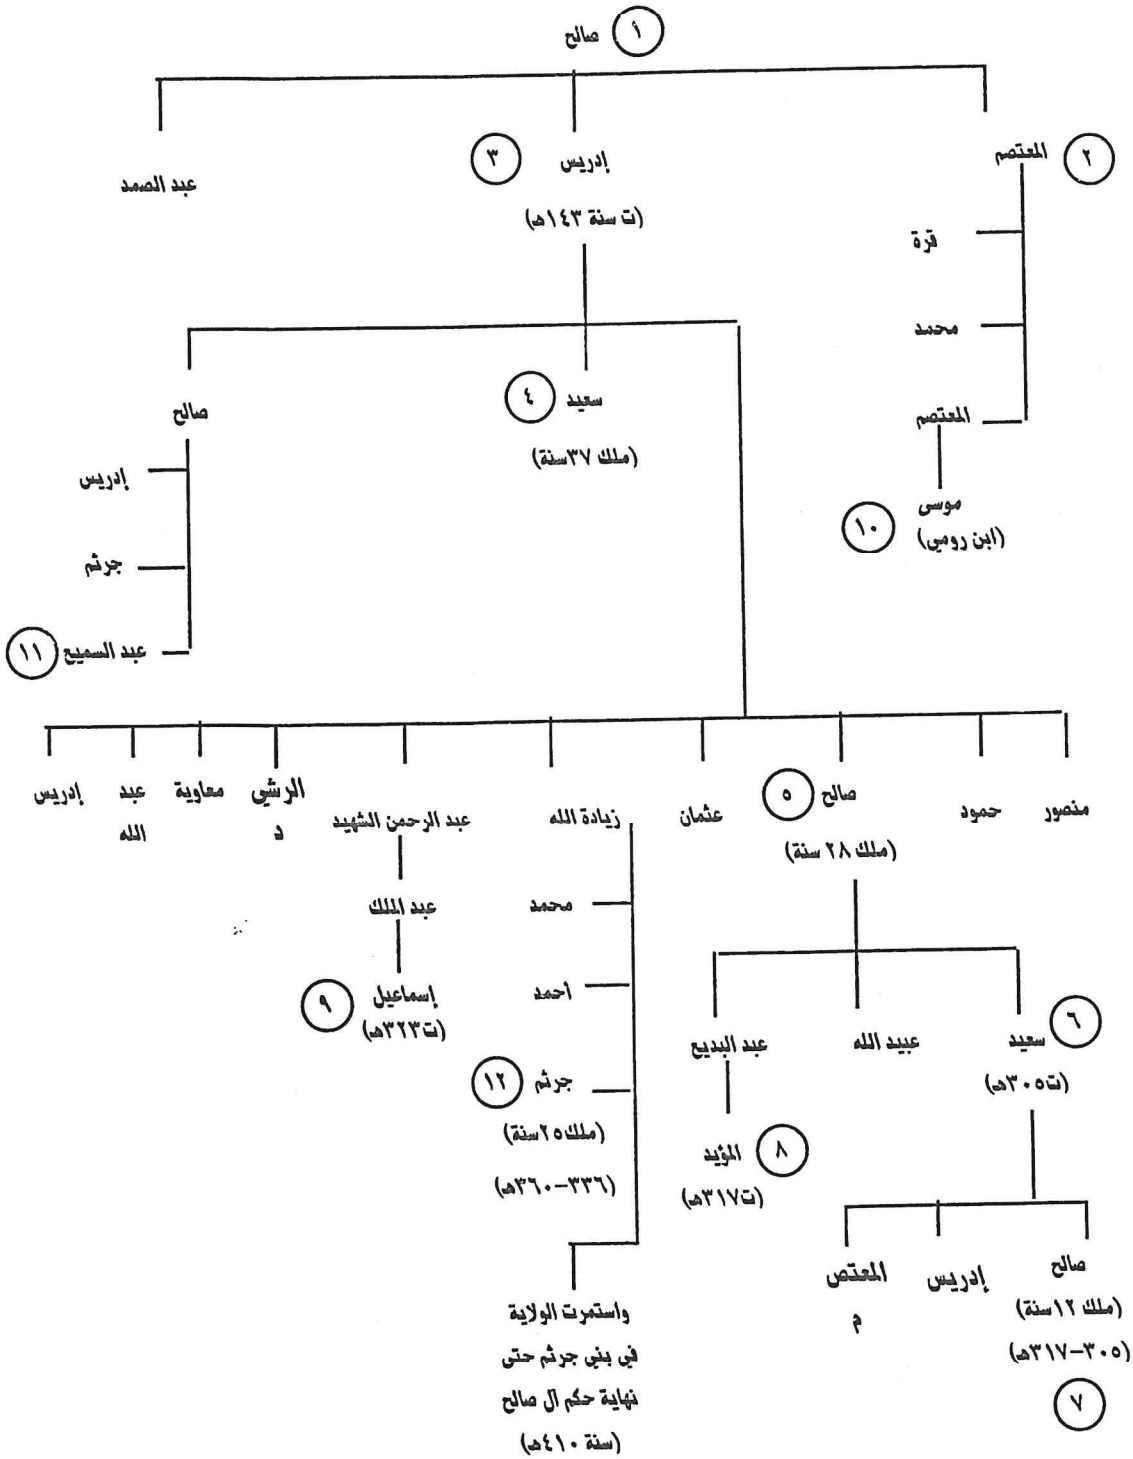 صالح ١
المعتصم ٢
إدريس ٣
(ت سنة ١٤٣هـ)
عبد الصمد
قرة
محمد
المعتصم
موسى
(ابن رومي) ١٠
سعيد ٤
(ملك ٣٧سنة)
صالح
إدريس
جرثم
عبد السميع ١١
منصور
حمود
صالح ٥
(ملك ٢٨ سنة)
عثمان
زيادة الله
عبد الرحمن الشهيد
الرشي
د
معاوية
عبد
الله
إدريس
سعيد ٦
(ت٣٠٥هـ)
عبيد الله
عبد البديع
المؤيد ٨
(ت٣١٧هـ)
صالح
(ملك ١٢سنة)
(٣٠٥-٣١٧هـ)
٧
إدريس
المعتص
م
محمد
أحمد
جرثم ١٢
(ملك٢٥سنة)
(٣٣٦-٣٦٠هـ)
واستمرت الولاية
في بني جرثم حتى
نهاية حكم آل صالح
(سنة ٤١٠هـ)
عبد الملك
إسماعيل ٩
(ت٣٢٣هـ)